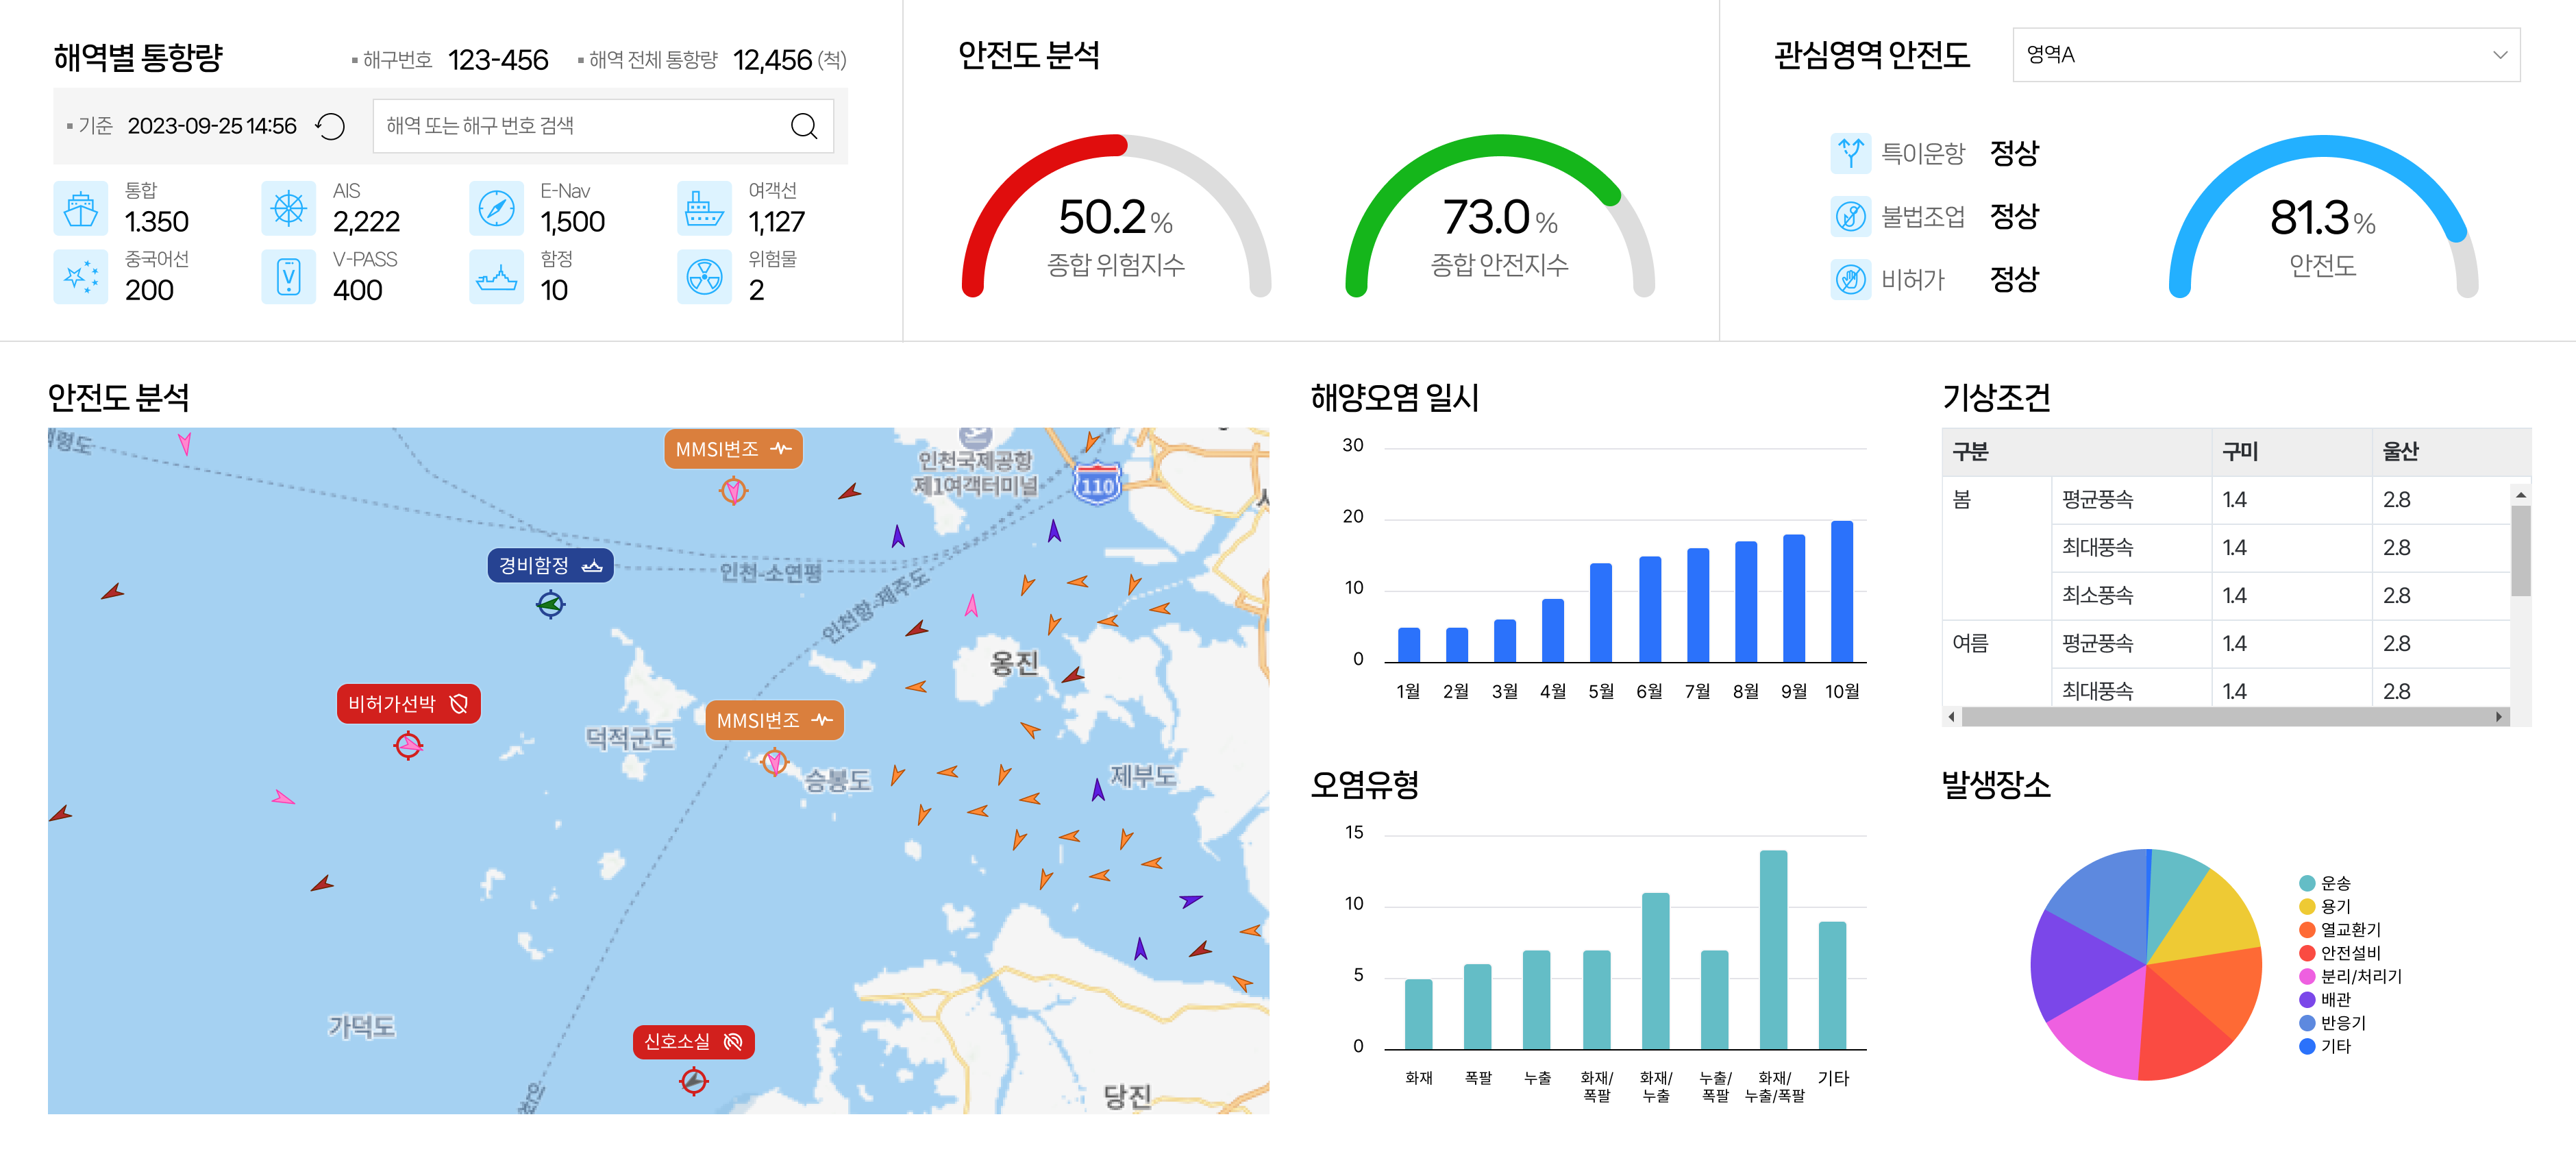 해역별 통항량
▪ 해구번호 123-456 ▪ 해역 전체 통항량 12,456 (척)
▪ 기준 2023-09-25 14:56
해역 또는 해구 번호 검색
통합
1.350
AIS
2,222
E-Nav
1,500
여객선
1,127
중국어선
200
V-PASS
400
함정
10
위험물
2
안전도 분석
50.2 %
종합 위험지수
73.0 %
종합 안전지수
관심영역 안전도
영역A
특이운항 정상
불법조업 정상
비허가 정상
81.3 %
안전도
안전도 분석
령도
MMSI변조
인천국제공항
제1여객터미널
110
경비함정
인천-소연평
인천항-제주도
옹진
비허가선박
덕적군도
MMSI변조
승봉도
제부도
가덕도
신호소실
당진
해양오염 일시
30
20
10
0
1월 2월 3월 4월 5월 6월 7월 8월 9월 10월
기상조건
구분 구미 울산
봄 평균풍속 1.4 2.8
최대풍속 1.4 2.8
최소풍속 1.4 2.8
여름 평균풍속 1.4 2.8
최대풍속 1.4 2.8
오염유형
15
10
5
0
화재
폭팔
누출
화재/
폭팔
화재/
누출
누출/
폭팔
화재/
누출/폭팔
기타
발생장소
운송
용기
열교환기
안전설비
분리/처리기
배관
반응기
기타